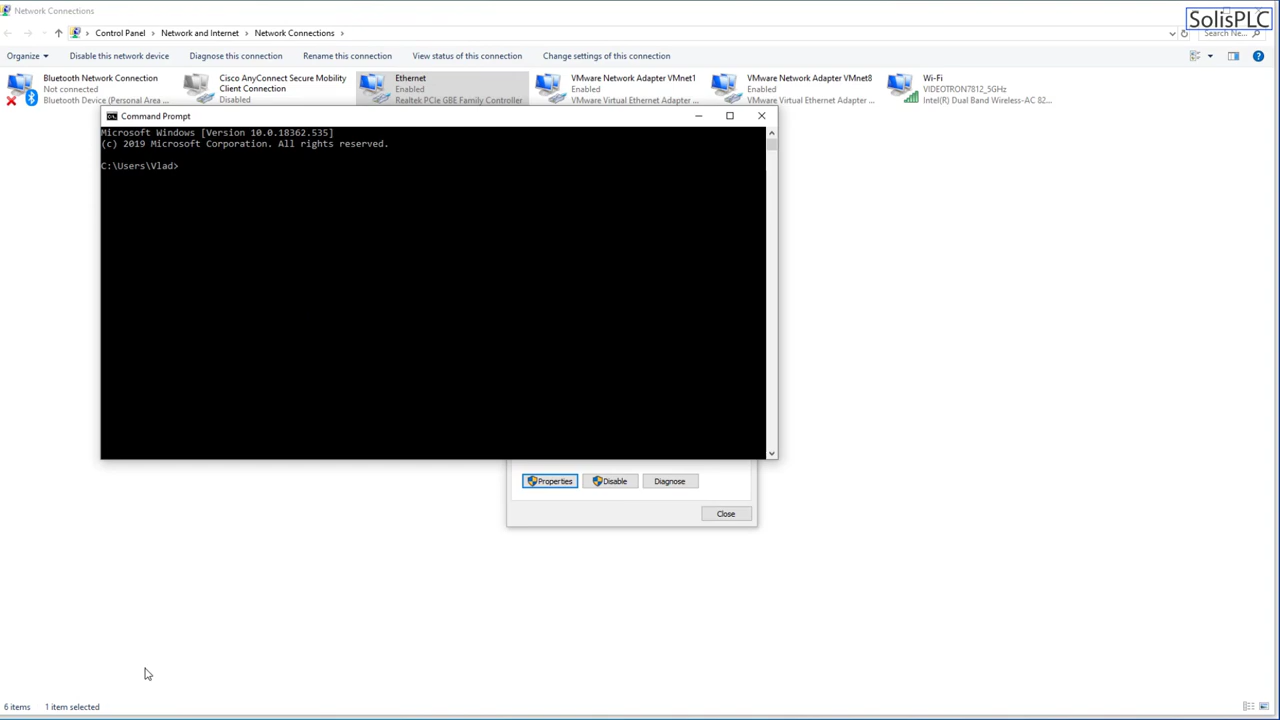 Network Connections
SolisPLC
Control Panel > Network and Internet > Network Connections >
Search Ne...
Organize
Disable this network device
Diagnose this connection
Rename this connection
View status of this connection
Change settings of this connection
Bluetooth Network Connection
Not connected
Bluetooth Device (Personal Area ...
Cisco AnyConnect Secure Mobility
Client Connection
Disabled
Ethernet
Enabled
Realtek PCIe GBE Family Controller
VMware Network Adapter VMnet1
Enabled
VMware Virtual Ethernet Adapter ...
VMware Network Adapter VMnet8
Enabled
VMware Virtual Ethernet Adapter ...
Wi-Fi
VIDEOTRON7812_5GHz
Intel(R) Dual Band Wireless-AC 82...
Command Prompt
Microsoft Windows [Version 10.0.18362.535]
(c) 2019 Microsoft Corporation. All rights reserved.
C:\Users\Vlad>
Properties
Disable
Diagnose
Close
6 items
1 item selected